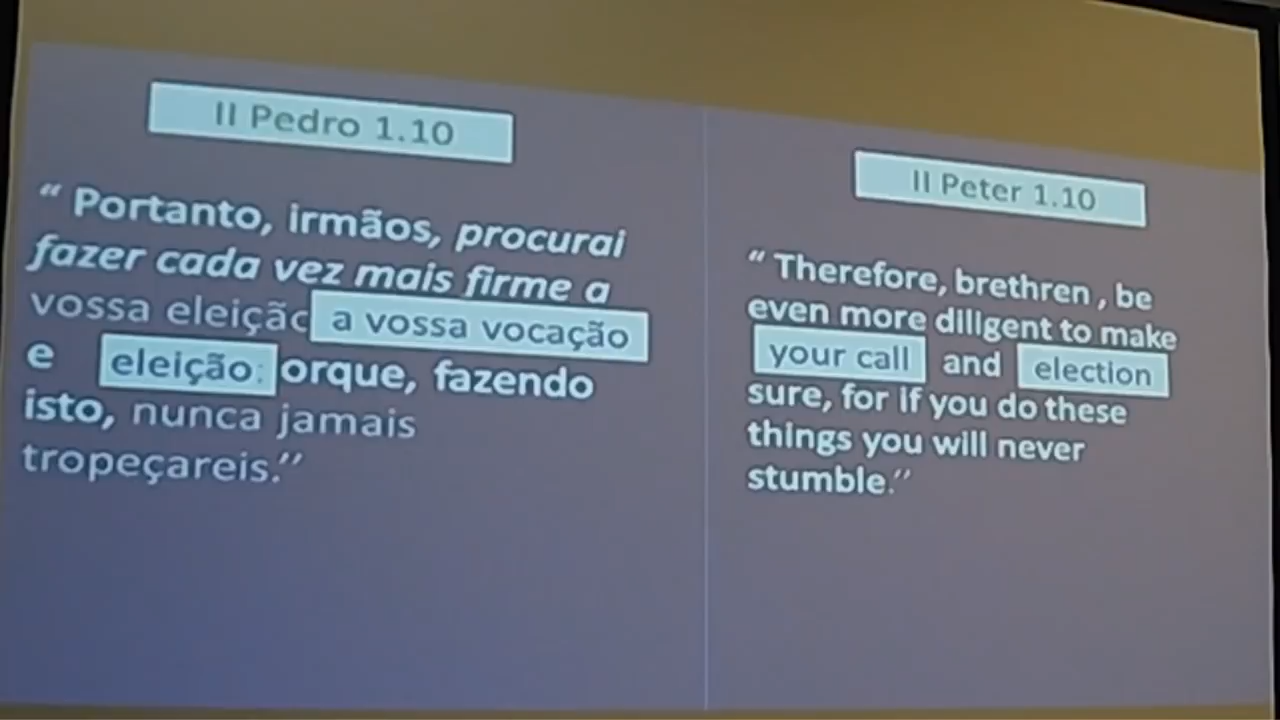 II Pedro 1.10
“ Portanto, irmãos, procurai
fazer cada vez mais firme a
vossa eleiçãc a vossa vocação
e eleição: orque, fazendo
isto, nunca jamais
tropeçareis.’’
II Peter 1.10
“ Therefore, brethren , be
even more diligent to make
your call and election
sure, for if you do these
things you will never
stumble.’’